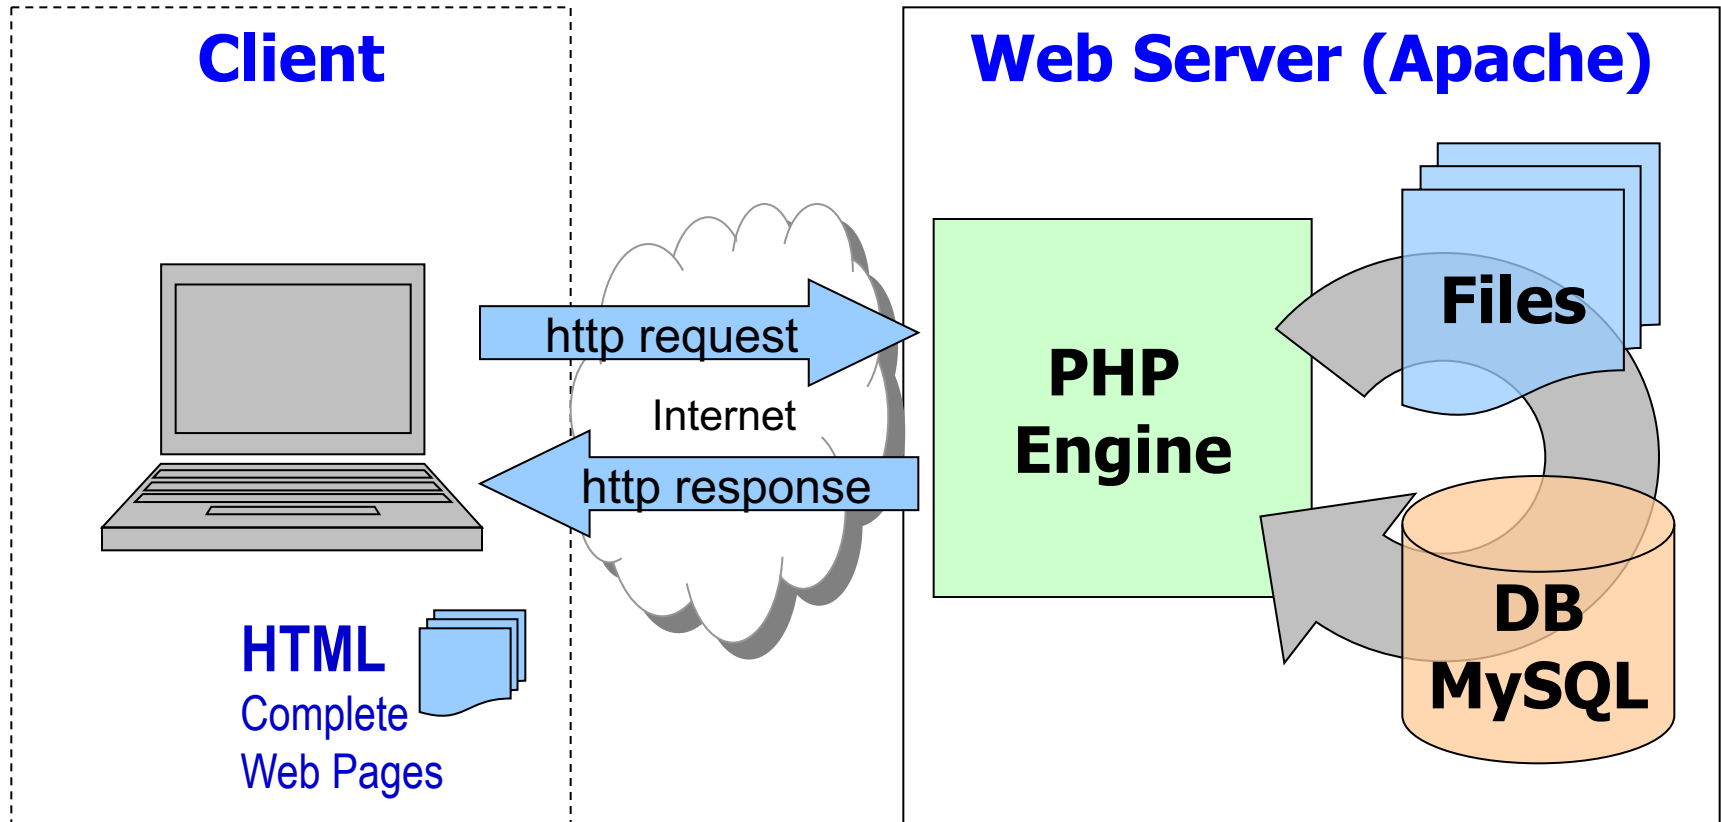 Client
Web Server (Apache)
Files
http request
PHP
Engine
Internet
http response
DB
MySQL
HTML
Complete
Web Pages